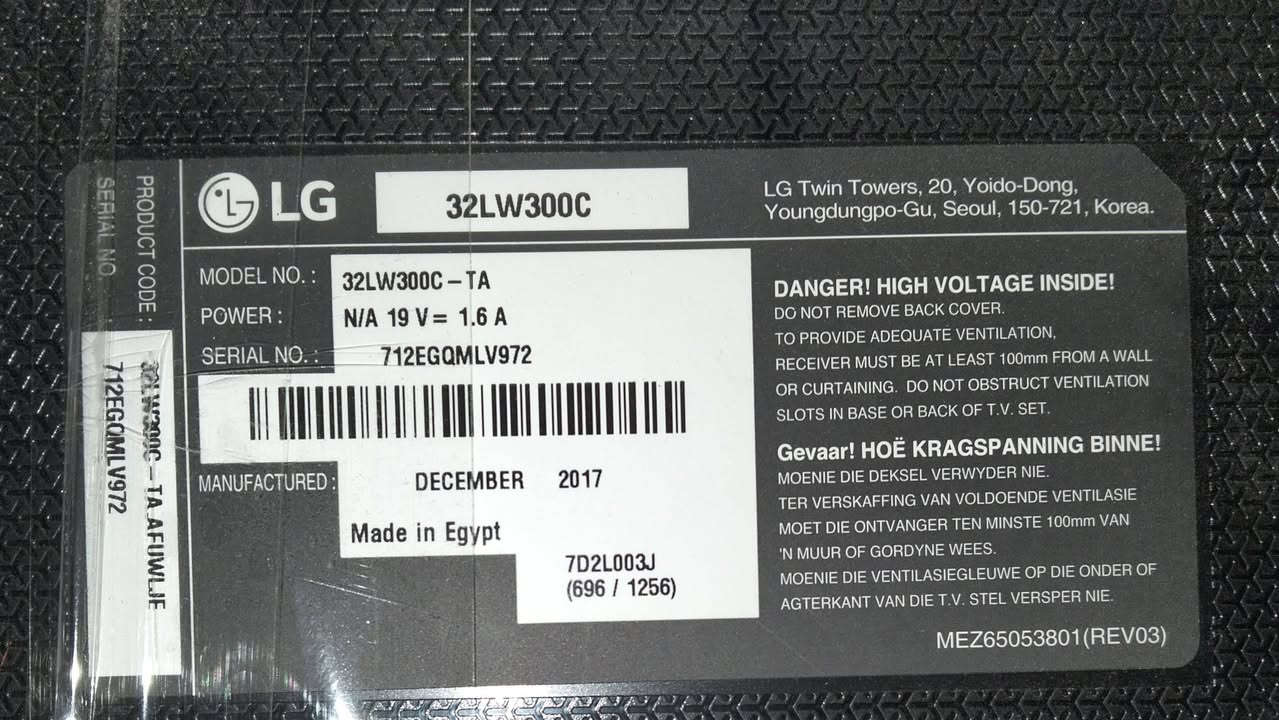 PRODUCT CODE :
SERIAL NO.
32LW300C – TA.AFUWLJE
712EGQMLV972
LG
32LW300C
LG Twin Towers, 20, Yoido-Dong,
Youngdungpo-Gu, Seoul, 150-721, Korea.
MODEL NO. : 32LW300C – TA
POWER : N/A 19 V = 1.6 A
SERIAL NO. : 712EGQMLV972
MANUFACTURED : DECEMBER 2017
Made in Egypt
7D2L003J
(696 / 1256)
DANGER! HIGH VOLTAGE INSIDE!
DO NOT REMOVE BACK COVER.
TO PROVIDE ADEQUATE VENTILATION,
RECEIVER MUST BE AT LEAST 100mm FROM A WALL
OR CURTAINING. DO NOT OBSTRUCT VENTILATION
SLOTS IN BASE OR BACK OF T.V. SET.
Gevaar! HOË KRAGSPANNING BINNE!
MOENIE DIE DEKSEL VERWYDER NIE.
TER VERSKAFFING VAN VOLDOENDE VENTILASIE
MOET DIE ONTVANGER TEN MINSTE 100mm VAN
'N MUUR OF GORDYNE WEES.
MOENIE DIE VENTILASIEGLEUWE OP DIE ONDER OF
AGTERKANT VAN DIE T.V. STEL VERSPER NIE.
MEZ65053801(REV03)